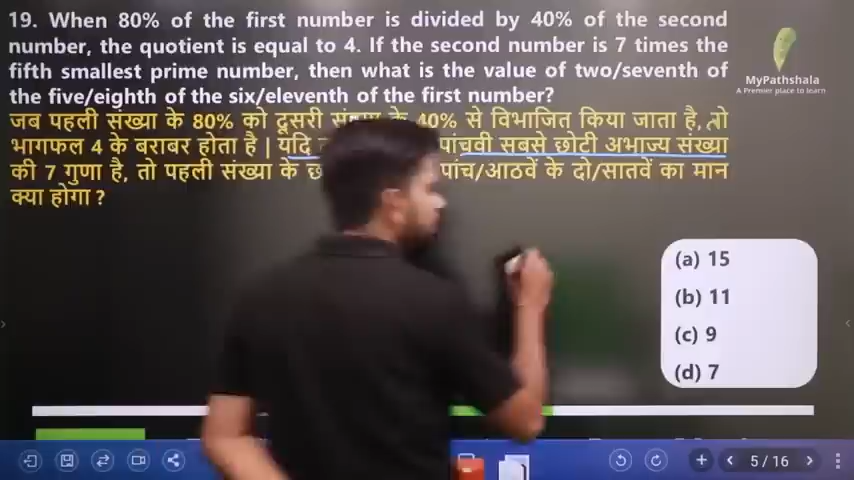 19. When 80% of the first number is divided by 40% of the second
number, the quotient is equal to 4. If the second number is 7 times the
fifth smallest prime number, then what is the value of two/seventh of
the five/eighth of the six/eleventh of the first number?
जब पहली संख्या के 80% को दूसरी के 40% से विभाजित किया जाता है, तो
भागफल 4 के बराबर होता है | यदि पांचवी सबसे छोटी अभाज्य संख्या
की 7 गुणा है, तो पहली संख्या के पांच/आठवें के दो/सातवें का मान
क्या होगा ?
MyPathshala
A Premier place to learn
(a) 15
(b) 11
(c) 9
(d) 7
5 / 16